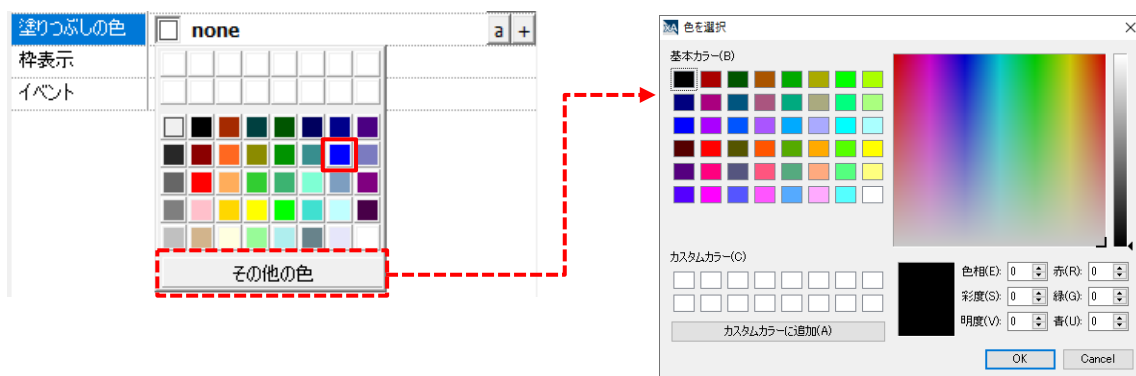 塗りつぶしの色
none
a
+
枠表示
イベント
その他の色
色を選択
基本カラー(B)
カスタムカラー(C)
カスタムカラーに追加(A)
色相(E): 0
赤(R): 0
彩度(S): 0
緑(G): 0
明度(V): 0
青(U): 0
OK
Cancel